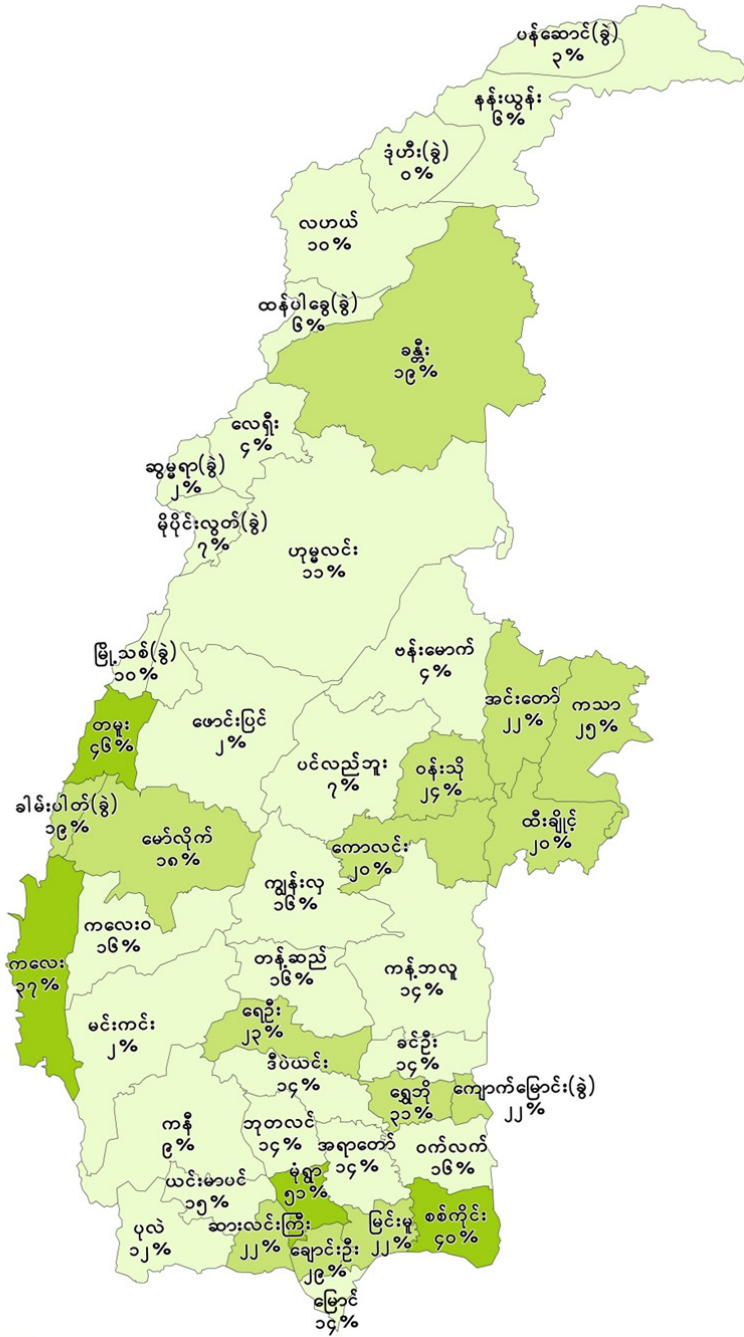 ပန်ဆောင်(ခွဲ)
၃%
နန်းယွန်း
၆%
ဒုံဟီး(ခွဲ)
၀%
လဟယ်
၁၀%
ထန်ပါခွေ(ခွဲ)
၆%
ခန္တီး
၁၉%
လေရှီး
၄%
ဆွမ္မရာ(ခွဲ)
၂%
မိုပိုင်းလွတ်(ခွဲ)
၇%
ဟုမ္မလင်း
၁၁%
မြို့သစ်(ခွဲ)
၁၀%
ဗန်းမောက်
၄%
အင်းတော်
၂၂%
ကသာ
၂၅%
တမူး
၄၆%
ဖောင်းပြင်
၂%
ပင်လည်ဘူး
၇%
ဝန်းသို
၂၄%
ခါမ်းပါတ်(ခွဲ)
၁၉%
မော်လိုက်
၁၈%
ကောလင်း
၂၀%
ထီးချိုင့်
၂၀%
ကျွန်းလှ
၁၆%
ကလေးဝ
၁၆%
ကလေး
၃၇%
တန့်ဆည်
၁၆%
ကန့်ဘလူ
၁၄%
မင်းကင်း
၂%
ရေဦး
၂၃%
ခင်ဦး
၁၄%
ဒီပဲယင်း
၁၄%
ရွှေဘို
၃၁%
ကျောက်မြောင်း(ခွဲ)
၂၂%
ကနီ
၉%
ဘုတလင်
၁၄%
အရာတော်
၁၄%
ဝက်လက်
၁၆%
ယင်းမာပင်
၁၅%
မုံရွာ
၅၁%
ပုလဲ
၁၂%
ဆားလင်းကြီး
၂၂%
ချောင်းဦး
၂၉%
မြင်းမူ
၂၂%
စစ်ကိုင်း
၄၀%
မြောင်
၁၄%